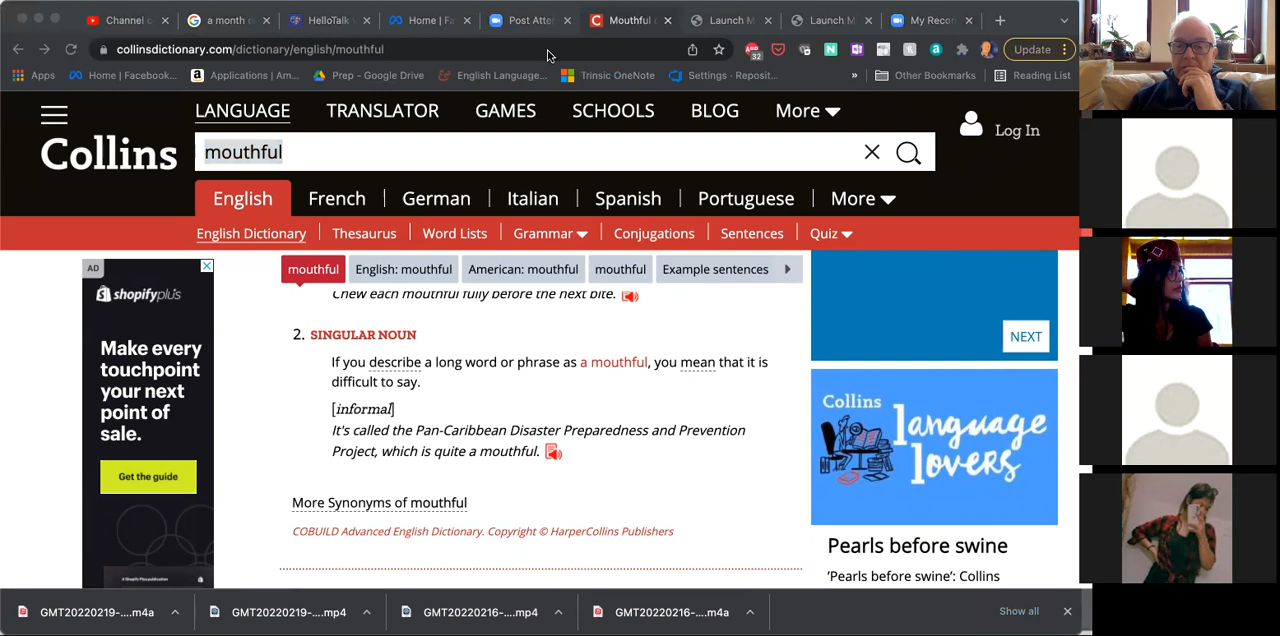 Channel c
a month o
HelloTalk
Home | Fa
Post Atte
Mouthful
Launch M
Launch M
My Recor
collinsdictionary.com/dictionary/english/mouthful
32
Update
Apps
Home | Facebook...
Applications | Am...
Prep - Google Drive
English Language...
Trinsic OneNote
Settings · Reposit...
»
Other Bookmarks
Reading List
LANGUAGE
TRANSLATOR
GAMES
SCHOOLS
BLOG
More
Log In
Collins
mouthful
English
French
German
Italian
Spanish
Portuguese
More
English Dictionary
Thesaurus
Word Lists
Grammar
Conjugations
Sentences
Quiz
AD
shopifyplus
Make every
touchpoint
your next
point of
sale.
Get the guide
A Shopify Plus publication
mouthful
English: mouthful
American: mouthful
mouthful
Example sentences
Chew each mouthful fully before the next bite.
2. SINGULAR NOUN
If you describe a long word or phrase as a mouthful, you mean that it is
difficult to say.
[informal]
It's called the Pan-Caribbean Disaster Preparedness and Prevention
Project, which is quite a mouthful.
More Synonyms of mouthful
COBUILD Advanced English Dictionary. Copyright © HarperCollins Publishers
NEXT
Collins
language
lovers
Pearls before swine
'Pearls before swine': Collins
GMT20220219-....m4a
GMT20220219-....mp4
GMT20220216-....mp4
GMT20220216-....m4a
Show all